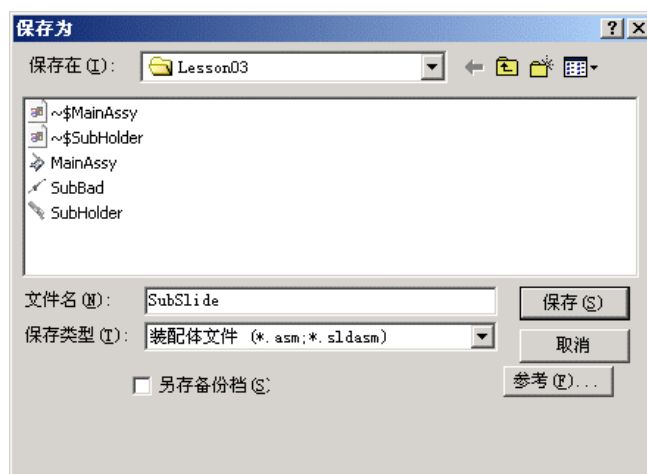 保存为
保存在(I): Lesson03
~$MainAssy
~$SubHolder
MainAssy
SubBad
SubHolder
文件名(N): SubSlide 保存(S)
保存类型(T): 装配体文件 (*.asm;*.sldasm) 取消
另存备份档(S) 参考(F)...